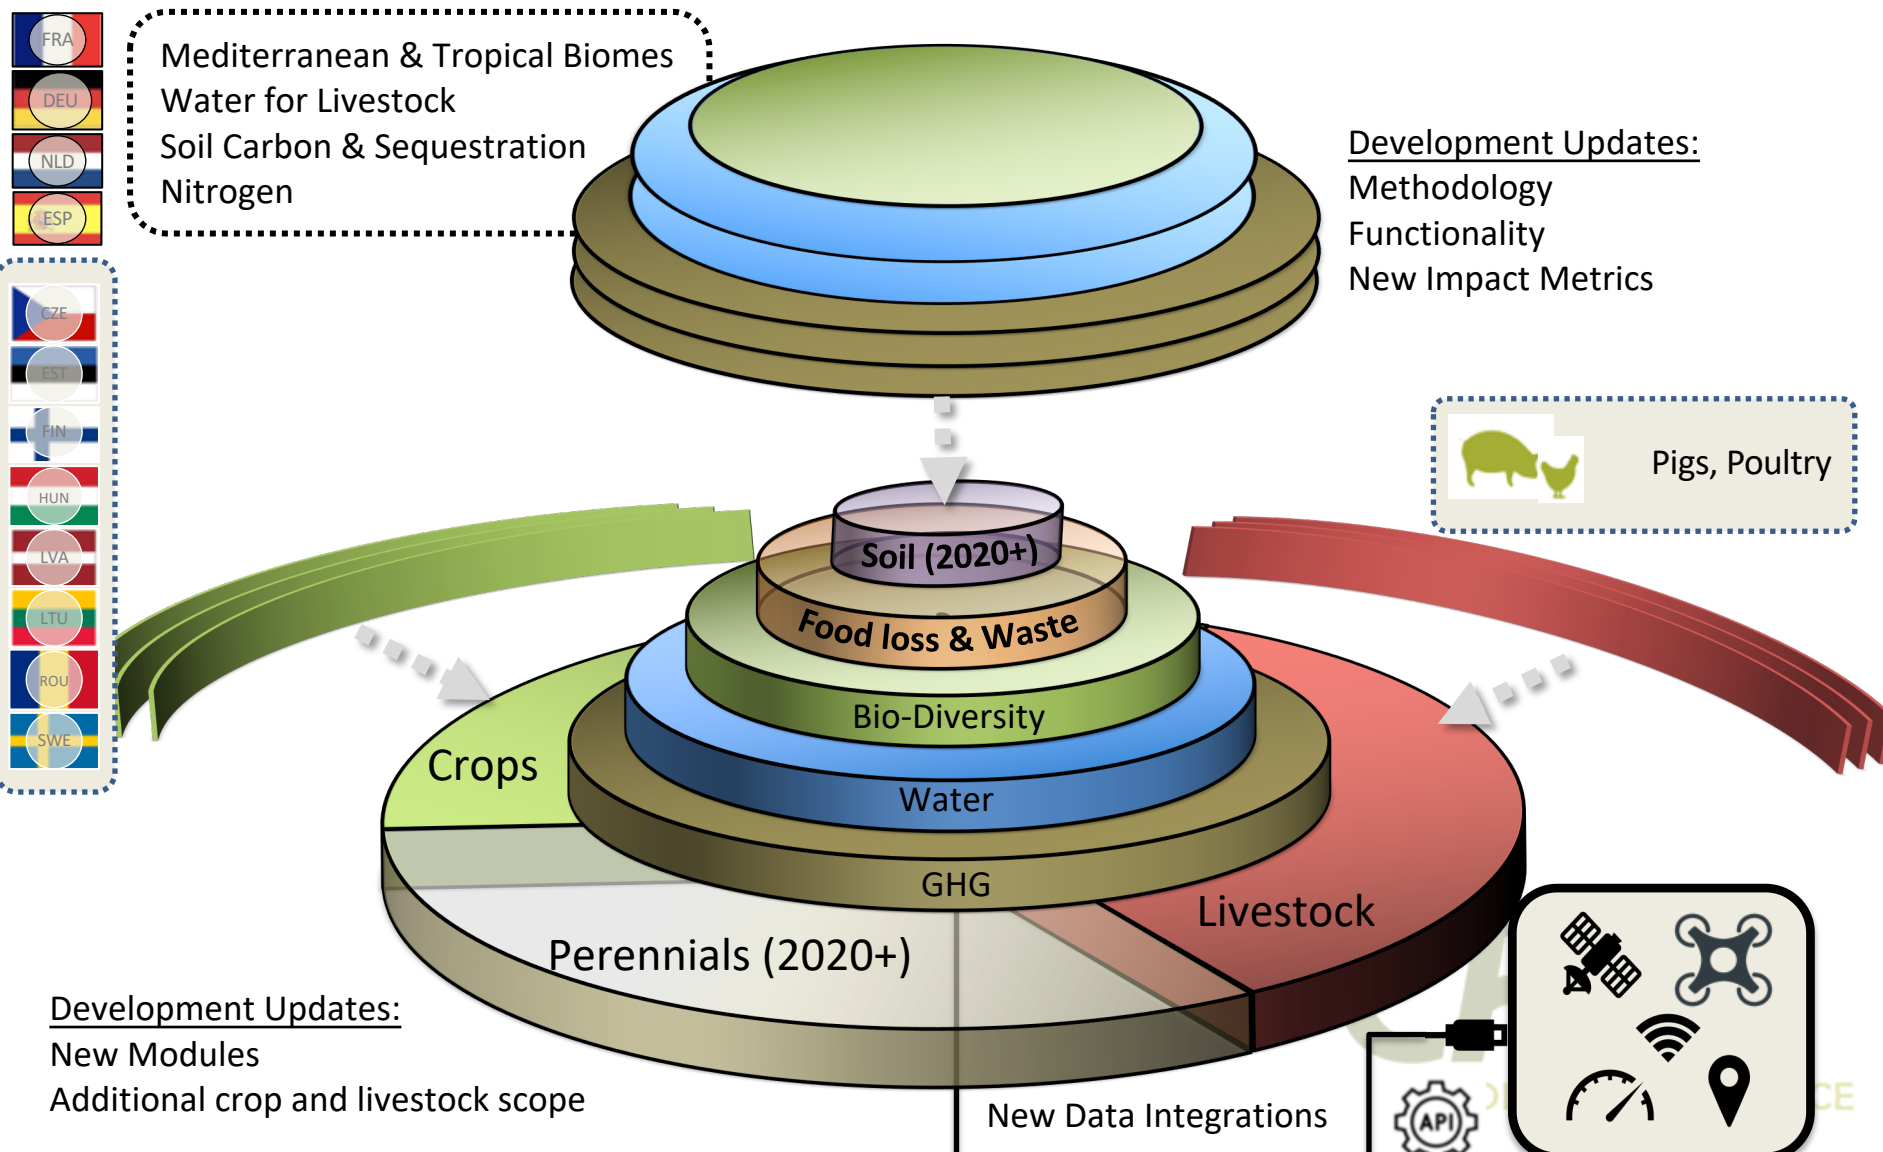 FRA
DEU
NLD
ESP
Mediterranean & Tropical Biomes
Water for Livestock
Soil Carbon & Sequestration
Nitrogen
Development Updates:
Methodology
Functionality
New Impact Metrics
CZE
EST
FIN
HUN
LVA
LTU
ROU
SWE
Pigs, Poultry
Soil (2020+)
Food loss & Waste
Bio-Diversity
Water
GHG
Crops
Livestock
Perennials (2020+)
Development Updates:
New Modules
Additional crop and livestock scope
New Data Integrations
API
CE